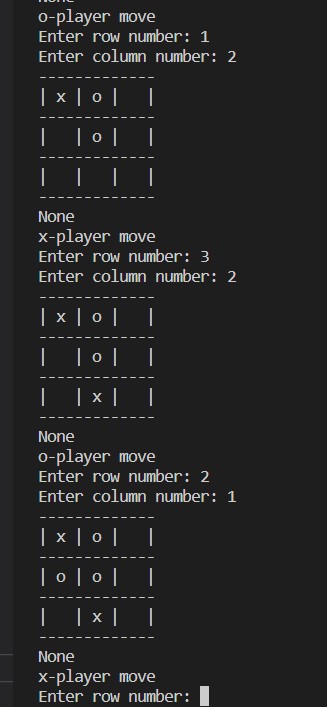 None
o-player move
Enter row number: 1
Enter column number: 2
-------------
| x | o |   |
-------------
|   | o |   |
-------------
|   |   |   |
-------------
None
x-player move
Enter row number: 3
Enter column number: 2
-------------
| x | o |   |
-------------
|   | o |   |
-------------
|   | x |   |
-------------
None
o-player move
Enter row number: 2
Enter column number: 1
-------------
| x | o |   |
-------------
| o | o |   |
-------------
|   | x |   |
-------------
None
x-player move
Enter row number: